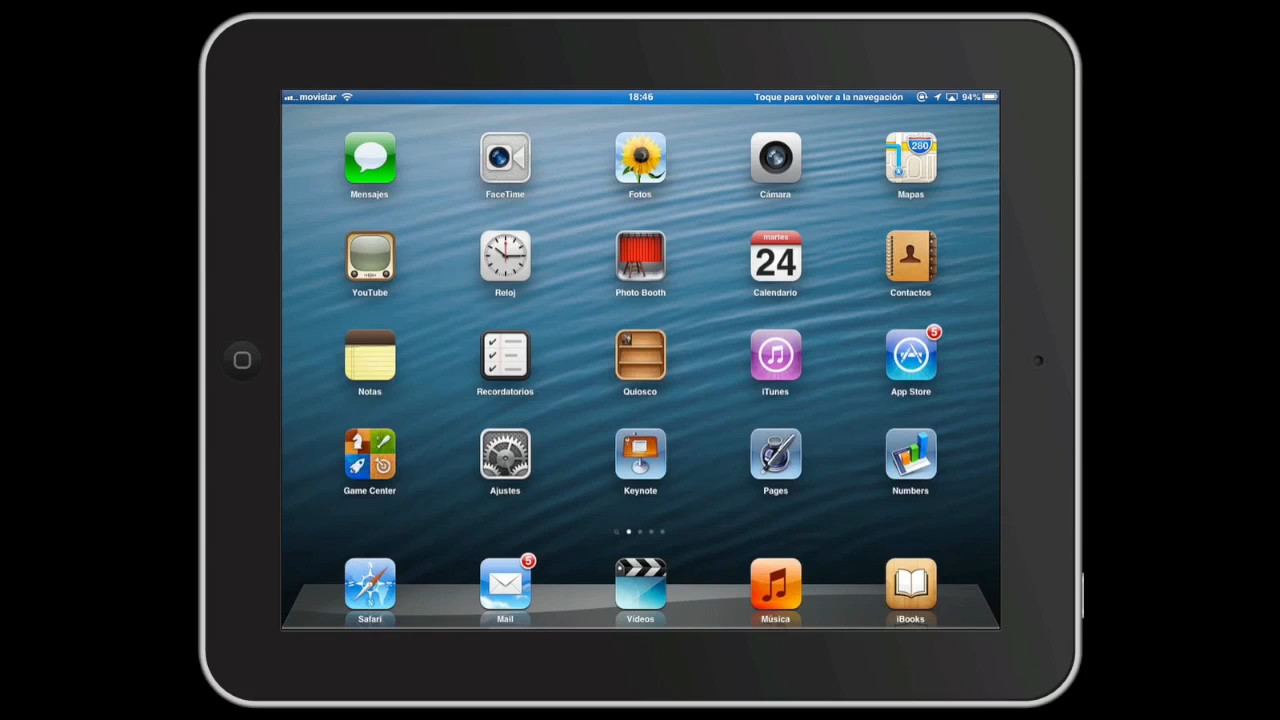 movistar 18:46 Toque para volver a la navegación 94%
280
Mensajes FaceTime Fotos Cámara Mapas
martes
24
YouTube Reloj Photo Booth Calendario Contactos
5
Notas Recordatorios Quiosco iTunes App Store
Game Center Ajustes Keynote Pages Numbers
5
Safari Mail Vídeos Música iBooks